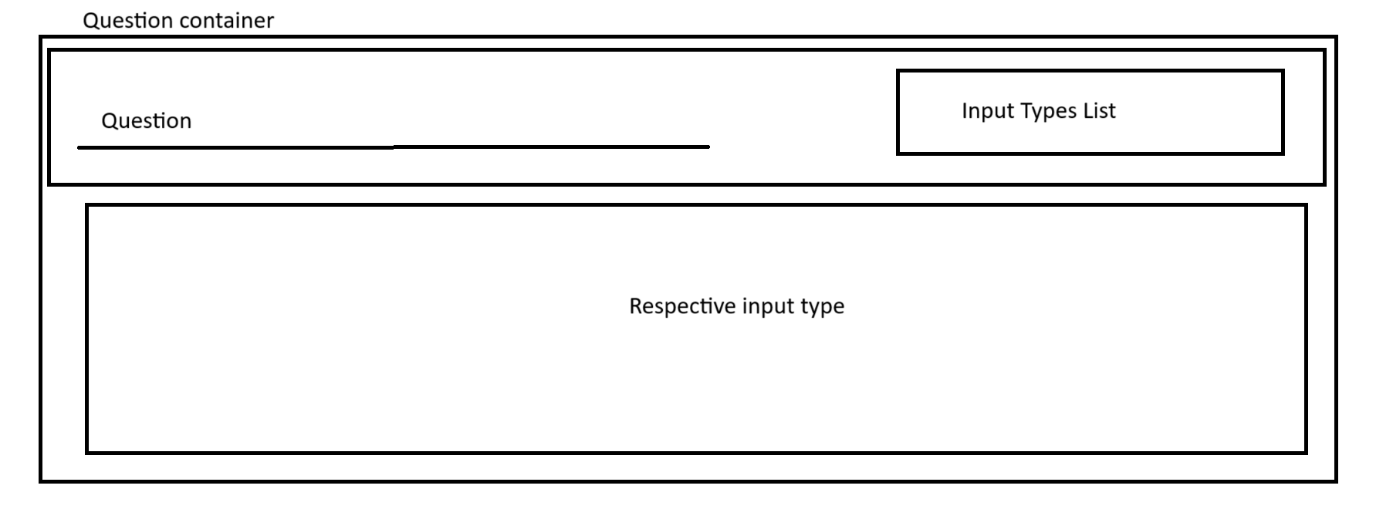 Question container
Question
Input Types List
Respective input type